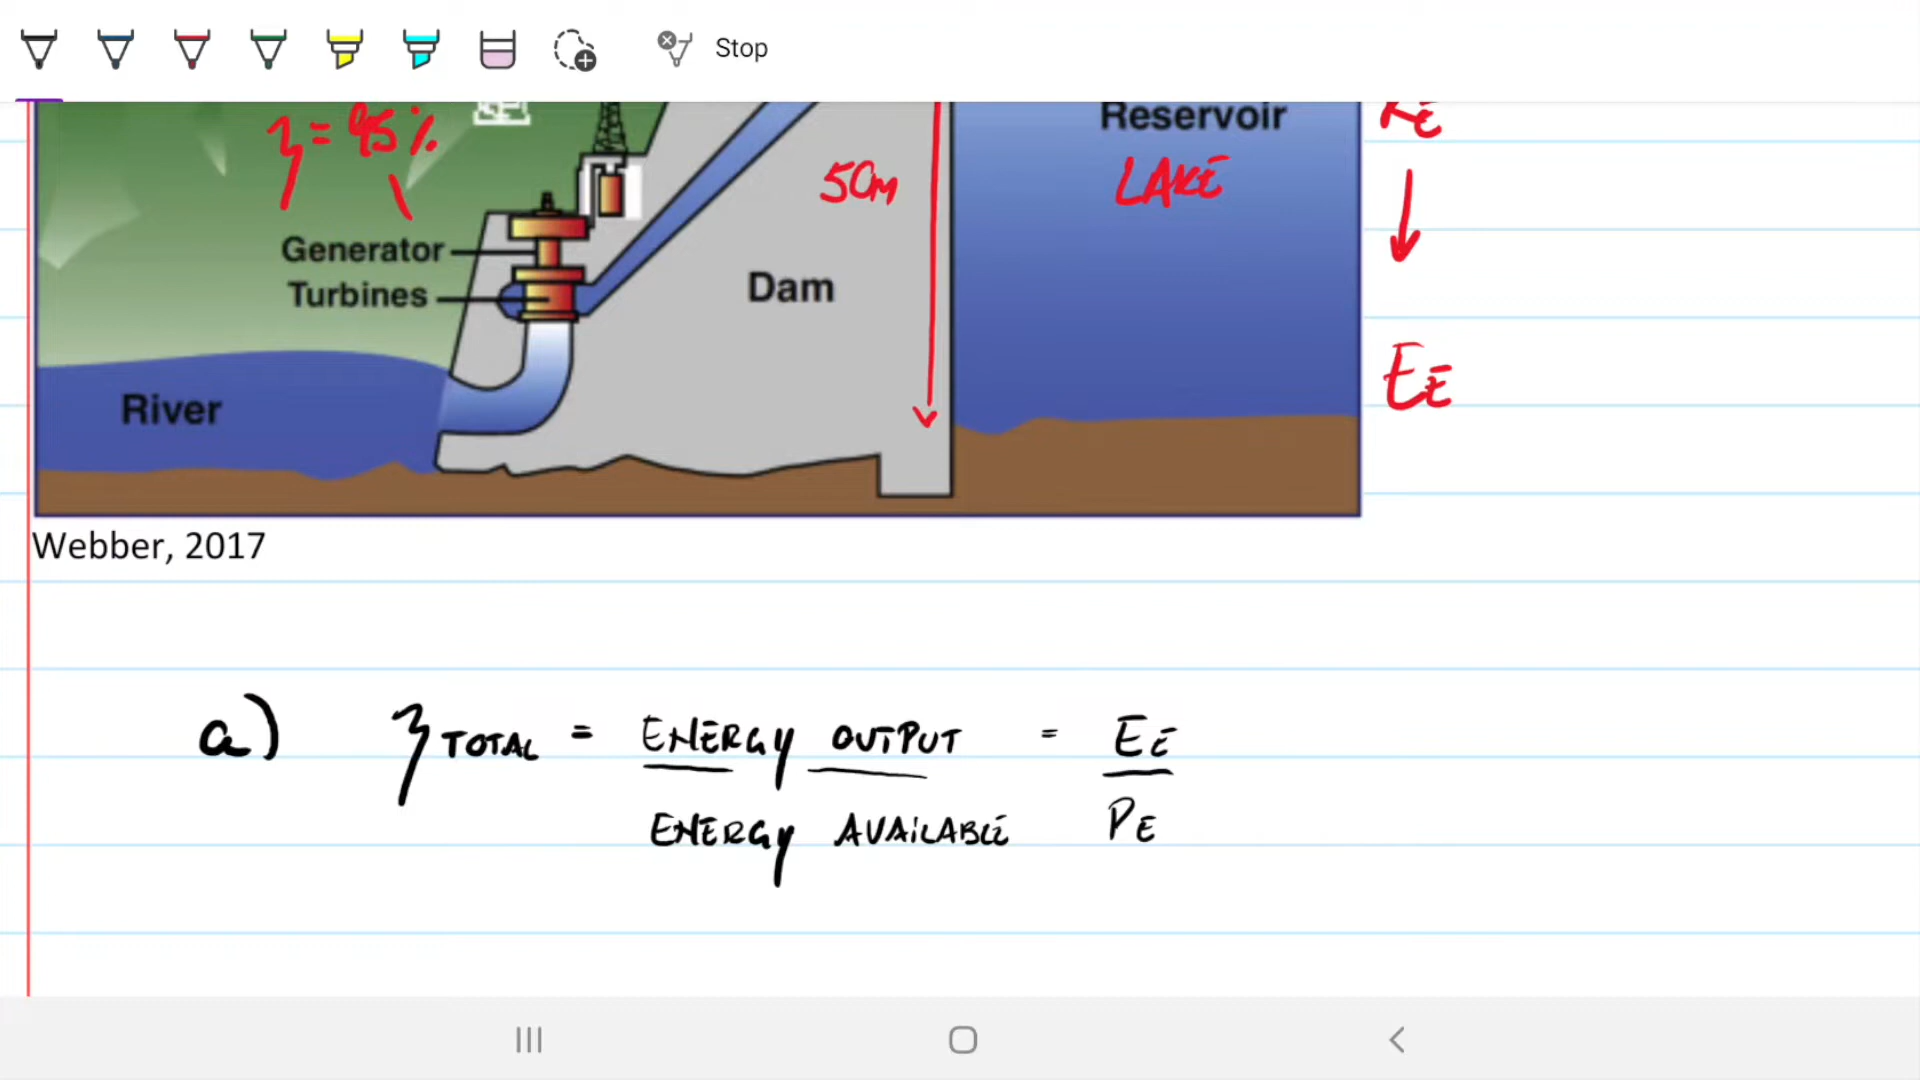 Stop
η = 95%
Reservoir
LAKE
50m
Generator
Turbines
Dam
EE
River
Webber, 2017
a) η TOTAL = ENERGY OUTPUT = EE
ENERGY AVAILABLE PE